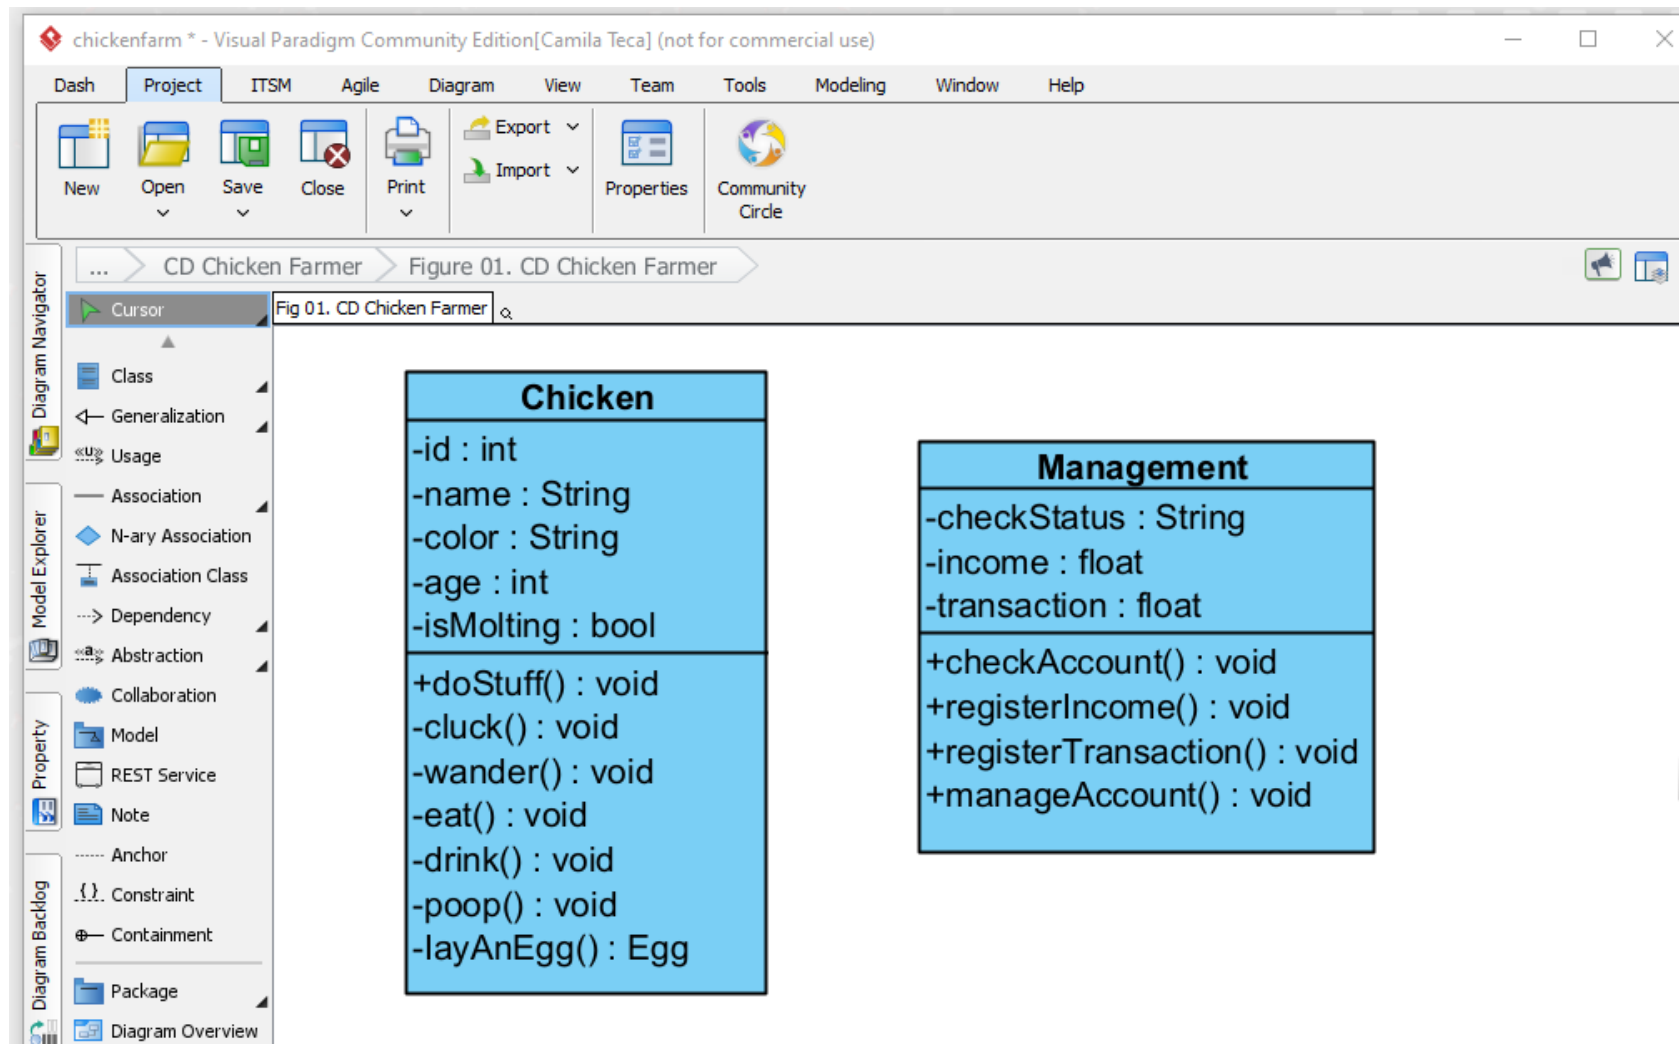 chickenfarm * - Visual Paradigm Community Edition[Camila Teca] (not for commercial use)
Dash Project ITSM Agile Diagram View Team Tools Modeling Window Help
New Open Save Close Print Export Import Properties Community Circle
... CD Chicken Farmer Figure 01. CD Chicken Farmer
Fig 01. CD Chicken Farmer
Diagram Navigator
Model Explorer
Property
Diagram Backlog
Cursor
Class
Generalization
«U» Usage
Association
N-ary Association
Association Class
Dependency
«a» Abstraction
Collaboration
Model
REST Service
Note
Anchor
{} Constraint
Containment
Package
Diagram Overview
Chicken
-id : int
-name : String
-color : String
-age : int
-isMolting : bool
+doStuff() : void
-cluck() : void
-wander() : void
-eat() : void
-drink() : void
-poop() : void
-layAnEgg() : Egg
Management
-checkStatus : String
-income : float
-transaction : float
+checkAccount() : void
+registerIncome() : void
+registerTransaction() : void
+manageAccount() : void